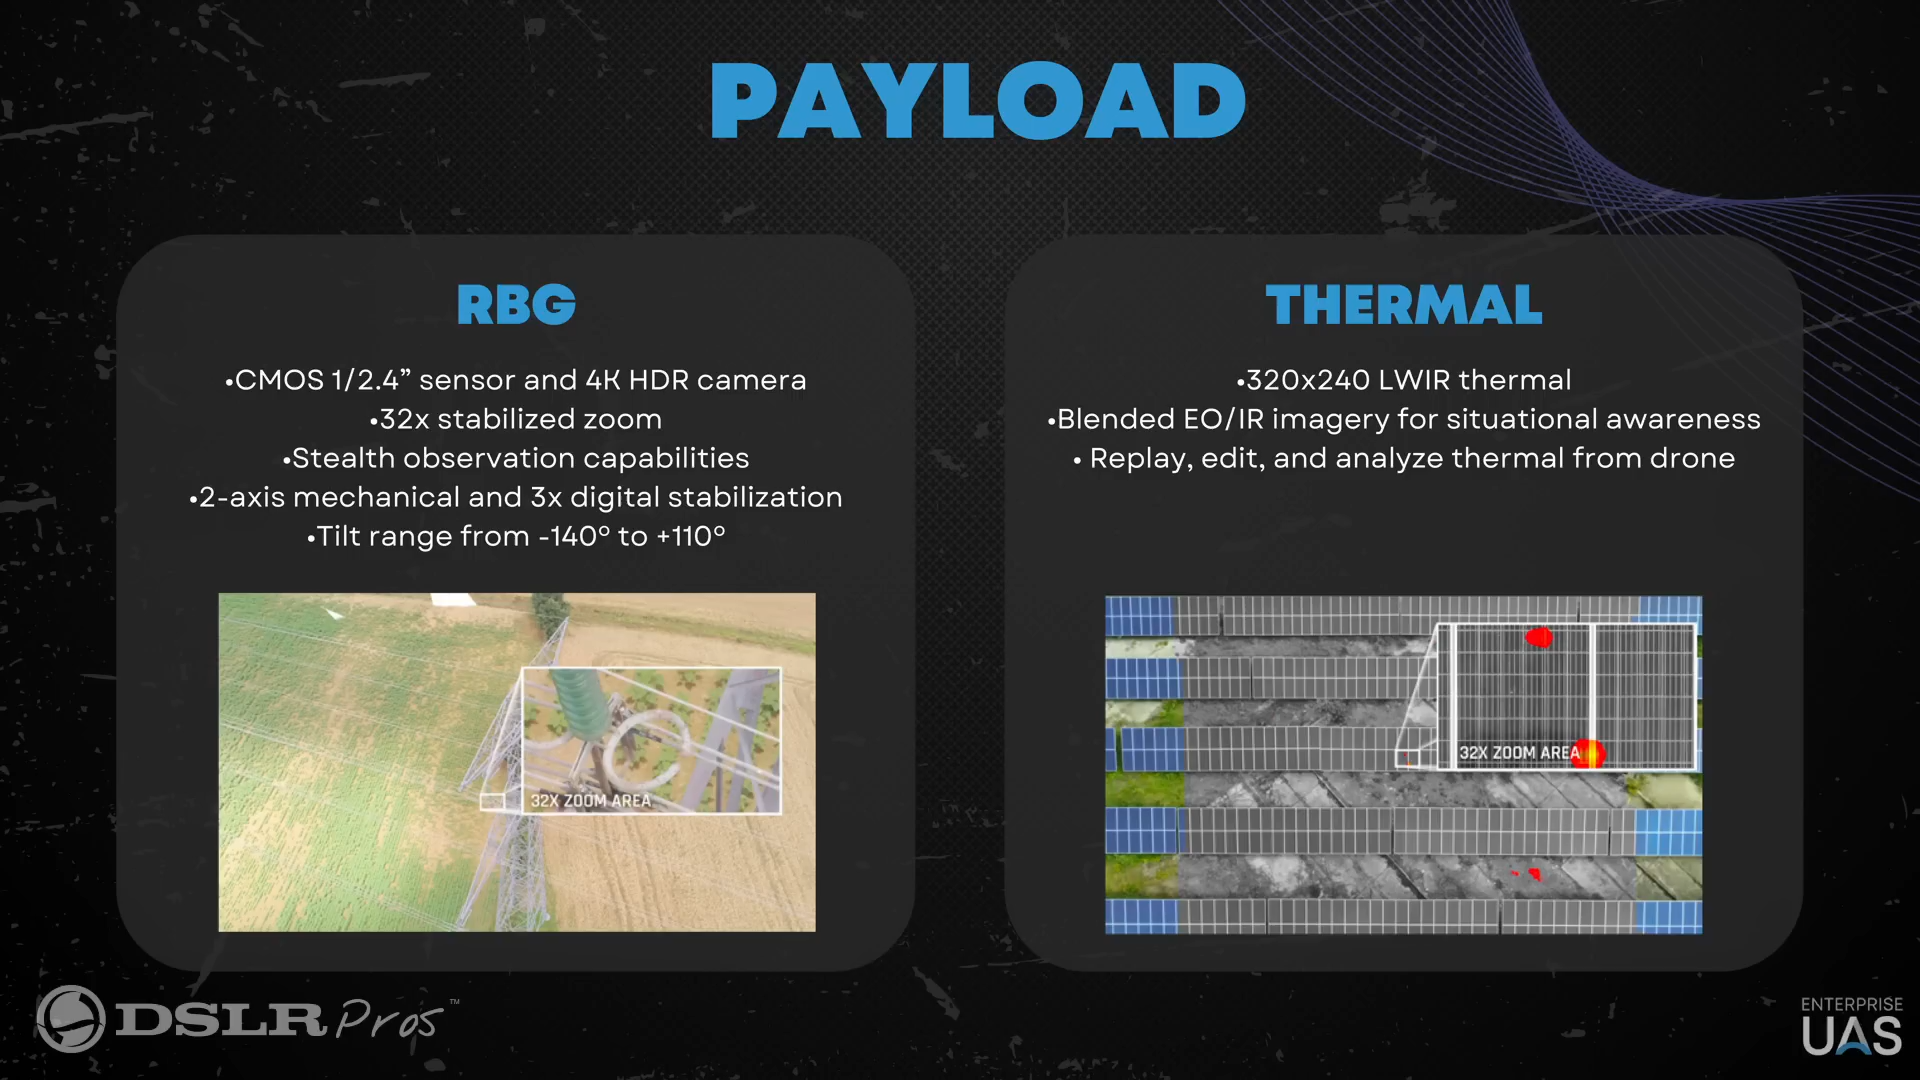 PAYLOAD
RBG
•CMOS 1/2.4” sensor and 4K HDR camera
•32x stabilized zoom
•Stealth observation capabilities
•2-axis mechanical and 3x digital stabilization
•Tilt range from -140° to +110°
32X ZOOM AREA
THERMAL
•320x240 LWIR thermal
•Blended EO/IR imagery for situational awareness
• Replay, edit, and analyze thermal from drone
32X ZOOM AREA
DSLR Pros™
ENTERPRISE
UAS